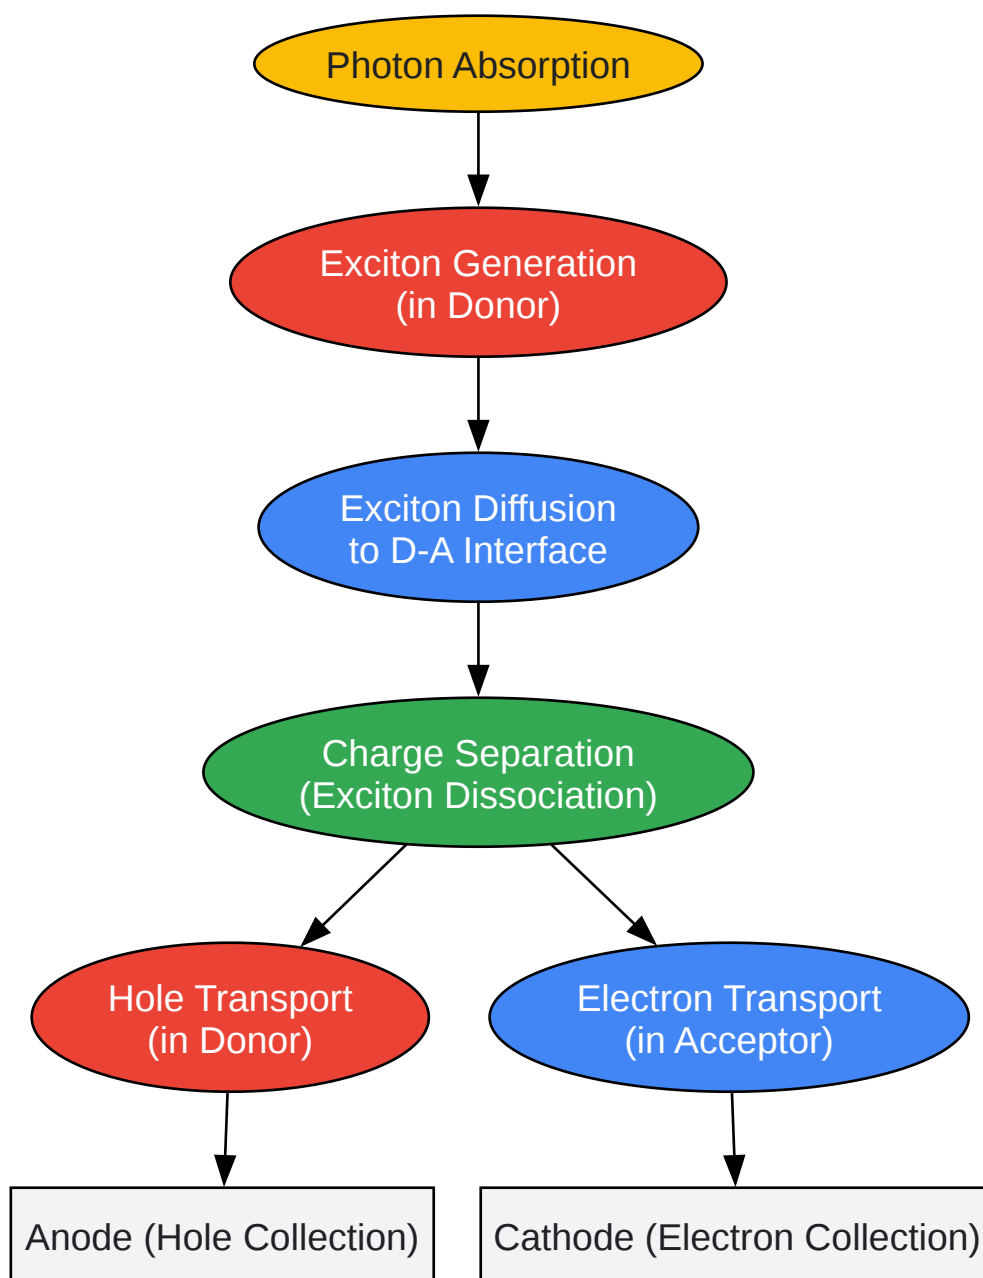 Photon Absorption
Exciton Generation
(in Donor)
Exciton Diffusion
to D-A Interface
Charge Separation
(Exciton Dissociation)
Hole Transport
(in Donor)
Electron Transport
(in Acceptor)
Anode (Hole Collection)
Cathode (Electron Collection)